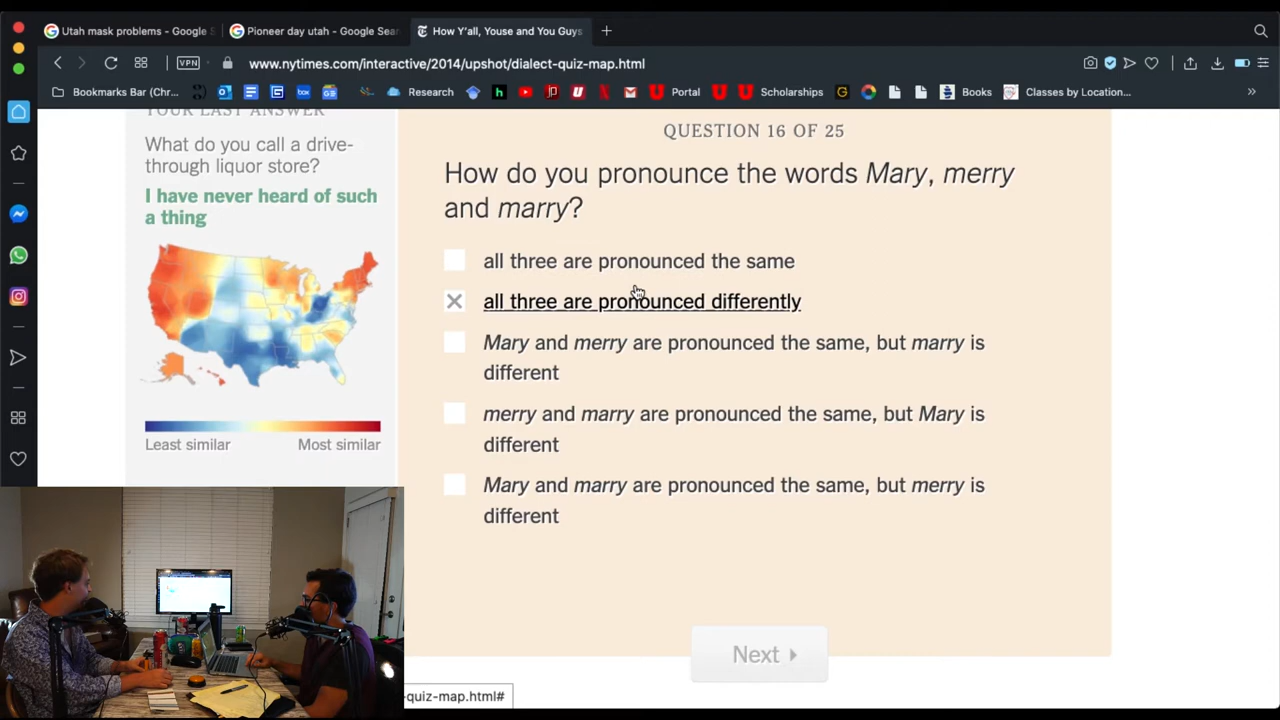 Utah mask problems - Google S
Pioneer day utah - Google Sear
How Y'all, Youse and You Guys
VPN
www.nytimes.com/interactive/2014/upshot/dialect-quiz-map.html
Bookmarks Bar (Chr...
Research
Portal
Scholarships
Books
Classes by Location...
YOUR LAST ANSWER
What do you call a drive-
through liquor store?
I have never heard of such
a thing
Least similar
Most similar
QUESTION 16 OF 25
How do you pronounce the words Mary, merry
and marry?
all three are pronounced the same
all three are pronounced differently
Mary and merry are pronounced the same, but marry is
different
merry and marry are pronounced the same, but Mary is
different
Mary and marry are pronounced the same, but merry is
different
Next
-quiz-map.html#